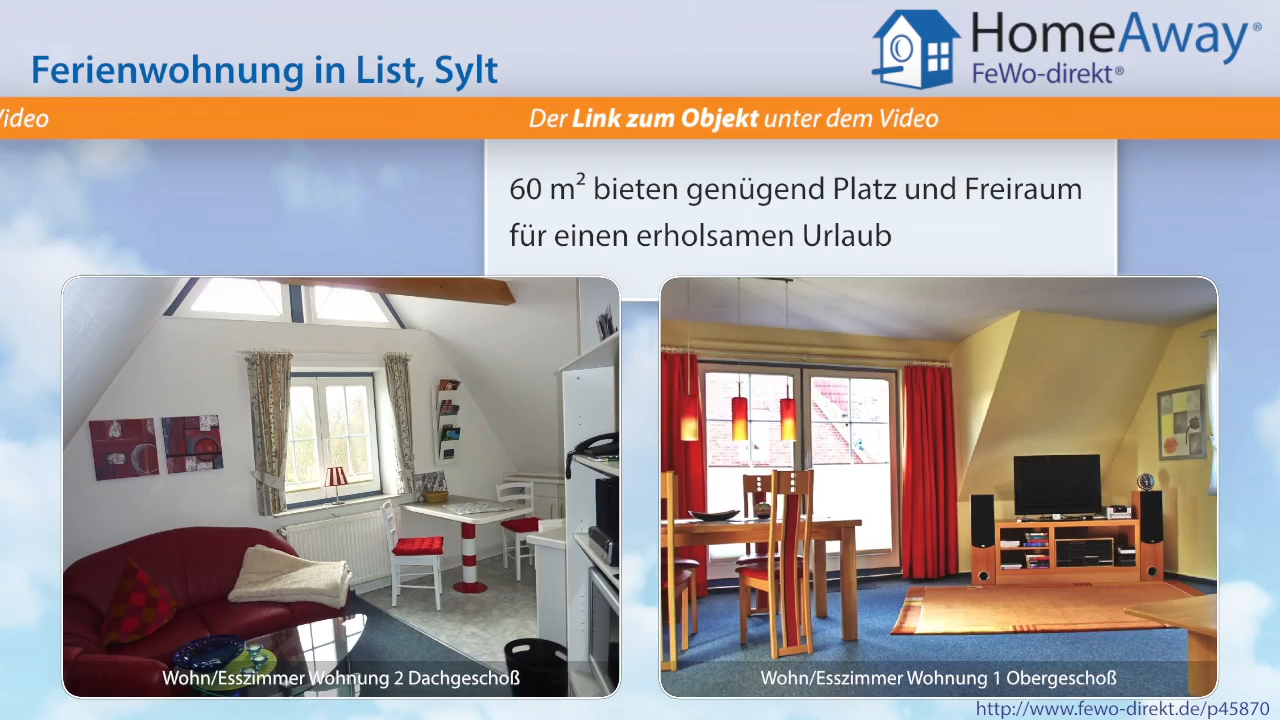 HomeAway®
FeWo-direkt®
Ferienwohnung in List, Sylt
Video
Der Link zum Objekt unter dem Video
60 m² bieten genügend Platz und Freiraum
für einen erholsamen Urlaub
Wohn/Esszimmer Wohnung 2 Dachgeschoß
Wohn/Esszimmer Wohnung 1 Obergeschoß
http://www.fewo-direkt.de/p45870